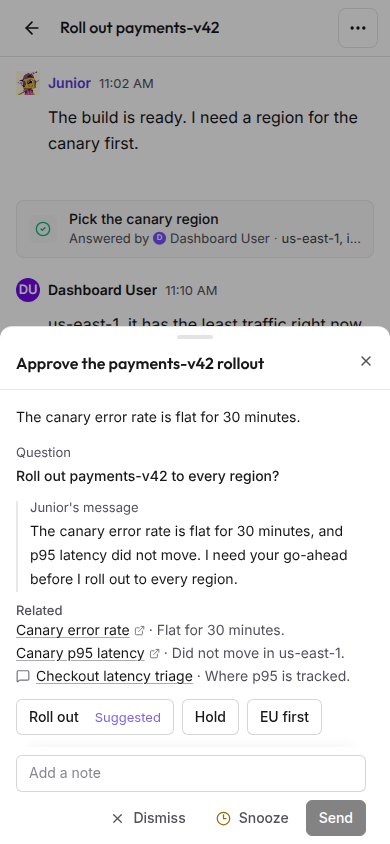 Roll out payments-v42
Junior 11:02 AM
The build is ready. I need a region for the
canary first.
Pick the canary region
Answered by D Dashboard User · us-east-1, i...
DU Dashboard User 11:10 AM
us-east-1, it has the least traffic right now
Approve the payments-v42 rollout
The canary error rate is flat for 30 minutes.
Question
Roll out payments-v42 to every region?
Junior's message
The canary error rate is flat for 30 minutes, and
p95 latency did not move. I need your go-ahead
before I roll out to every region.
Related
Canary error rate · Flat for 30 minutes.
Canary p95 latency · Did not move in us-east-1.
Checkout latency triage · Where p95 is tracked.
Roll out Suggested Hold EU first
Add a note
Dismiss Snooze Send